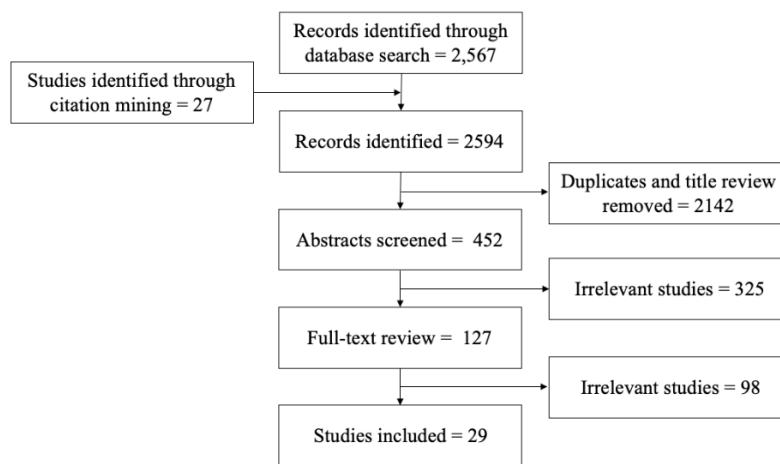 Records identified through
database search = 2,567
Studies identified through
citation mining = 27
Records identified = 2594
Duplicates and title review
removed = 2142
Abstracts screened = 452
Irrelevant studies = 325
Full-text review = 127
Irrelevant studies = 98
Studies included = 29